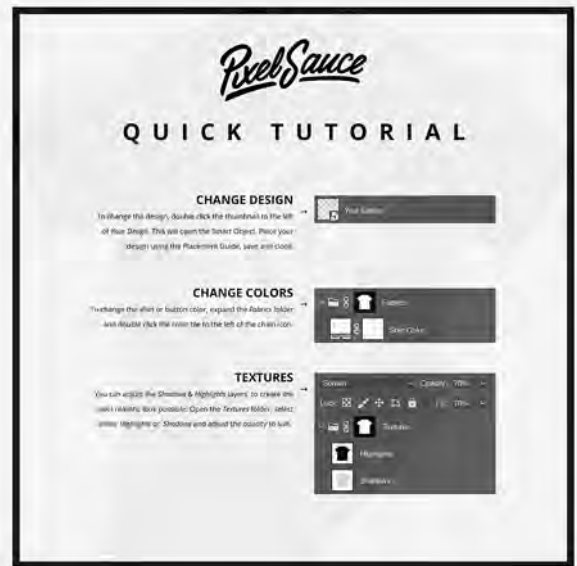 PixelSauce
QUICK TUTORIAL
CHANGE DESIGN
To change the design, double click the thumbnail to the left
of Your Design. This will open the Smart Object. Place your
design using the Placement Guide, save and close.
Your Design
CHANGE COLORS
To change the shirt or button color, expand the Fabrics folder
and double click the color tile to the left of the chain icon.
Fabrics
Shirt Color
TEXTURES
You can adjust the Shadows & Highlights layers, to create the
most realistic look possible. Open the Textures folder, select
either Highlights or Shadows and adjust the opacity to suit.
Screen Opacity: 70%
Lock: Fill: 70%
Textures
Highlights
Shadows